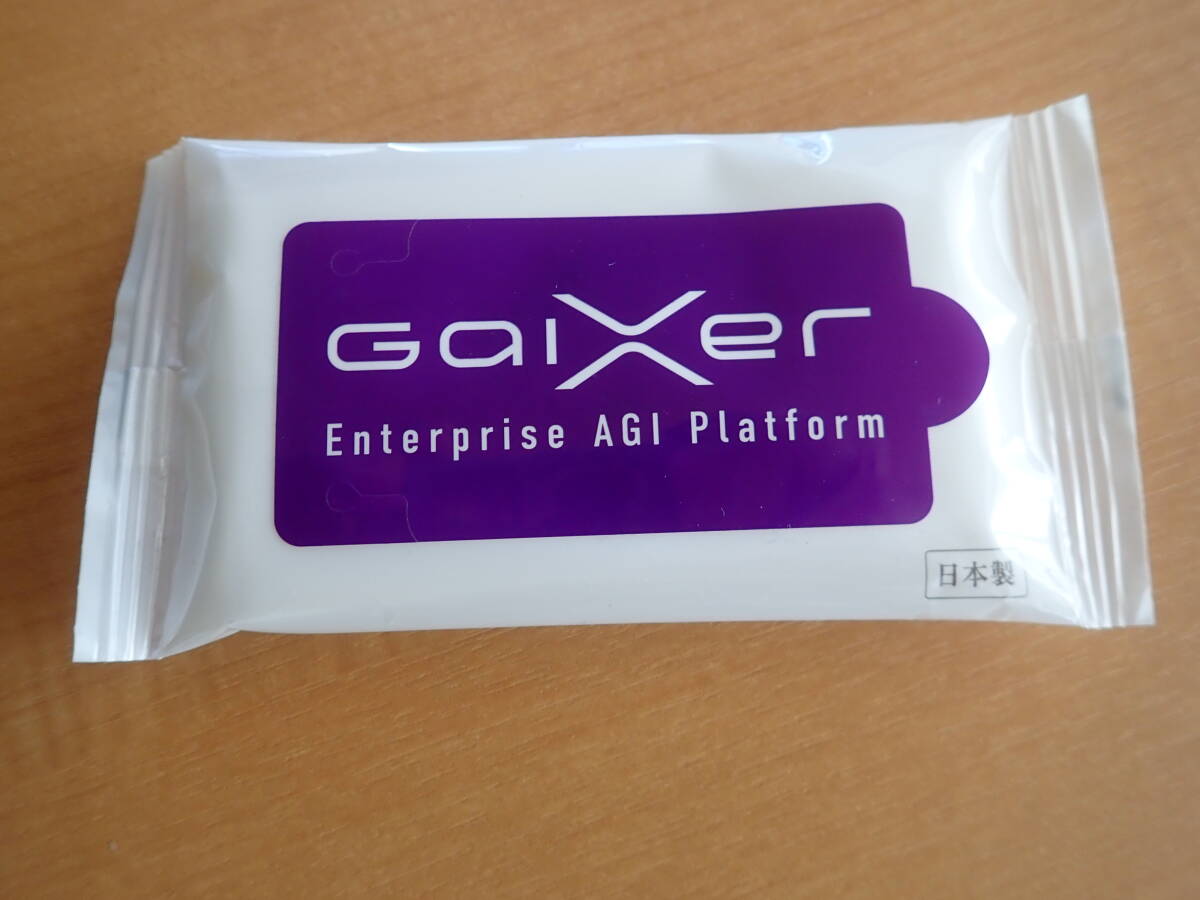 GaiXer
Enterprise AGI Platform
日本製